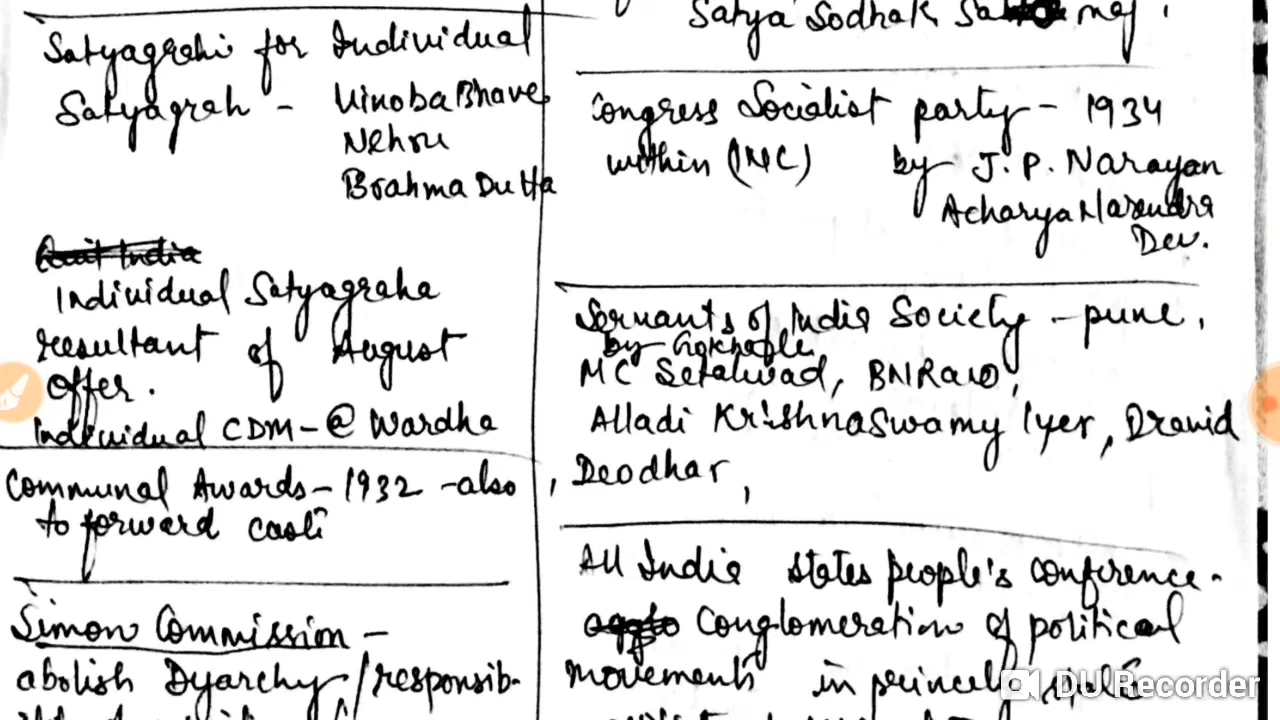 Satyagrahi for Individual
Satyagrah - Vinoba Bhave
Nehru
Brahma Dutta
Quit India
Individual Satyagraha
resultant of August
offer.
Individual CDM - @ Wardha
Communal Awards - 1932 - also
to forward caste
Simon Commission -
abolish Dyarchy / responsib-
Satya Sodhak Samaj.
Congress Socialist party - 1934
within (NC) by J. P. Narayan
Acharya Narendra
Dev.
Servants of India Society - pune,
by Gokhale
MC Setalwad, BN Rao,
Alladi Krishnaswamy Iyer, Dravid
, Deodhar,
All India states people's conference -
Conglomeration of political
movements in princely state
DU Recorder